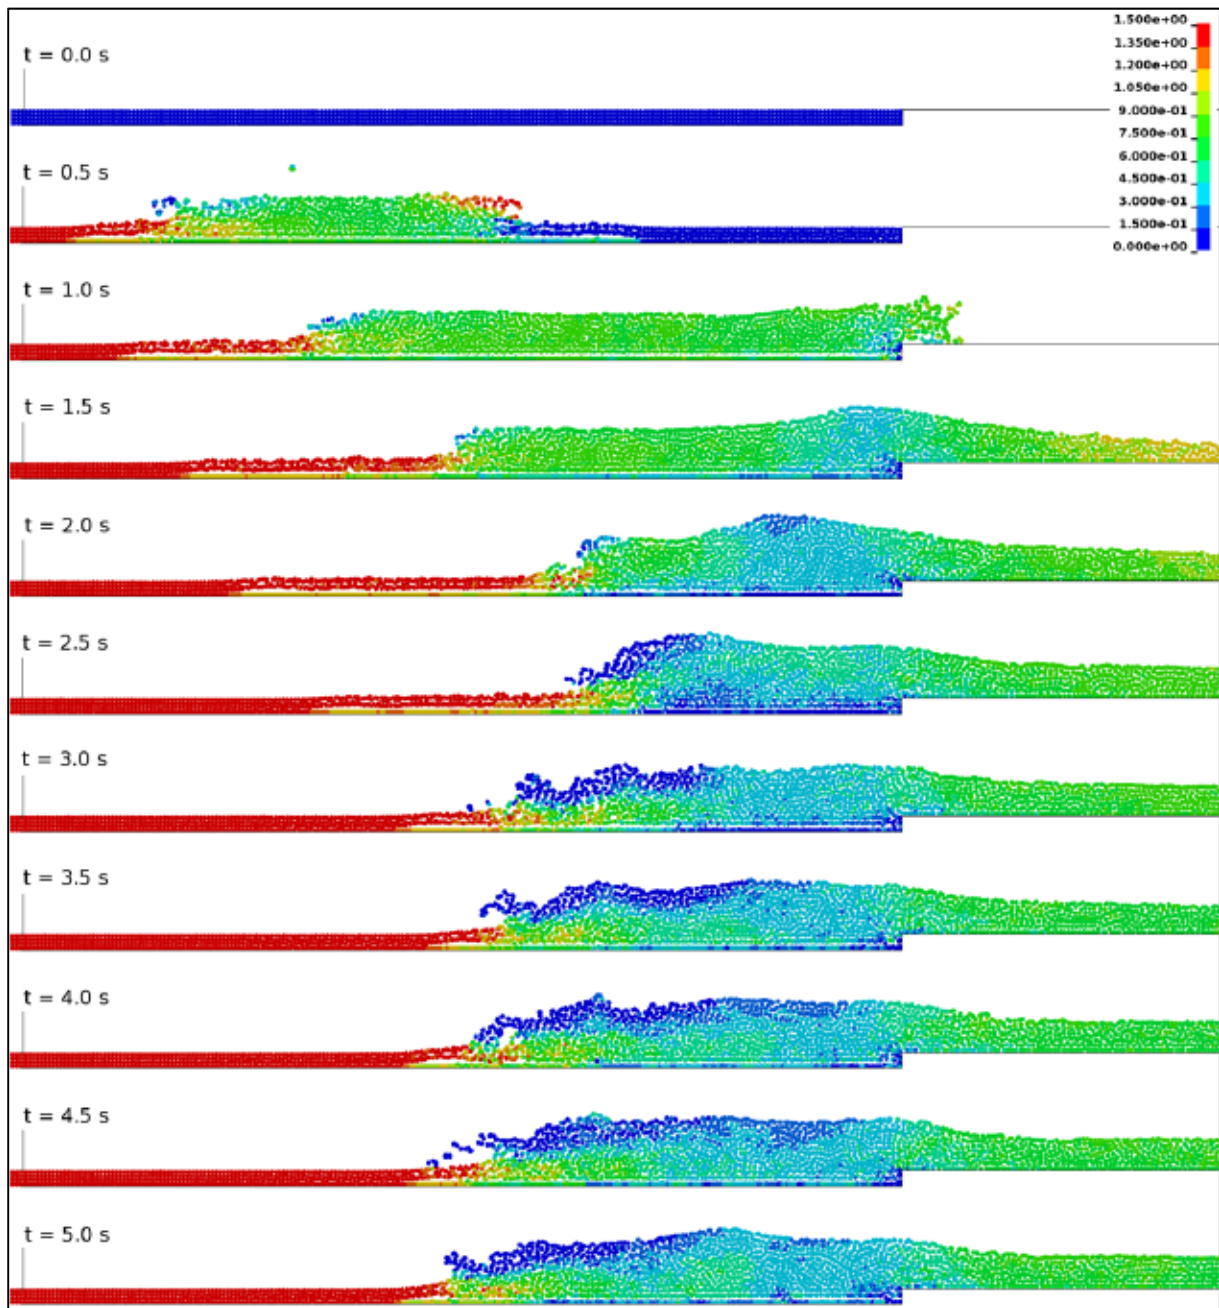 t = 0.0 s
1.500e+00
1.350e+00
1.200e+00
1.050e+00
9.000e-01
7.500e-01
6.000e-01
4.500e-01
3.000e-01
1.500e-01
0.000e+00
t = 0.5 s
t = 1.0 s
t = 1.5 s
t = 2.0 s
t = 2.5 s
t = 3.0 s
t = 3.5 s
t = 4.0 s
t = 4.5 s
t = 5.0 s